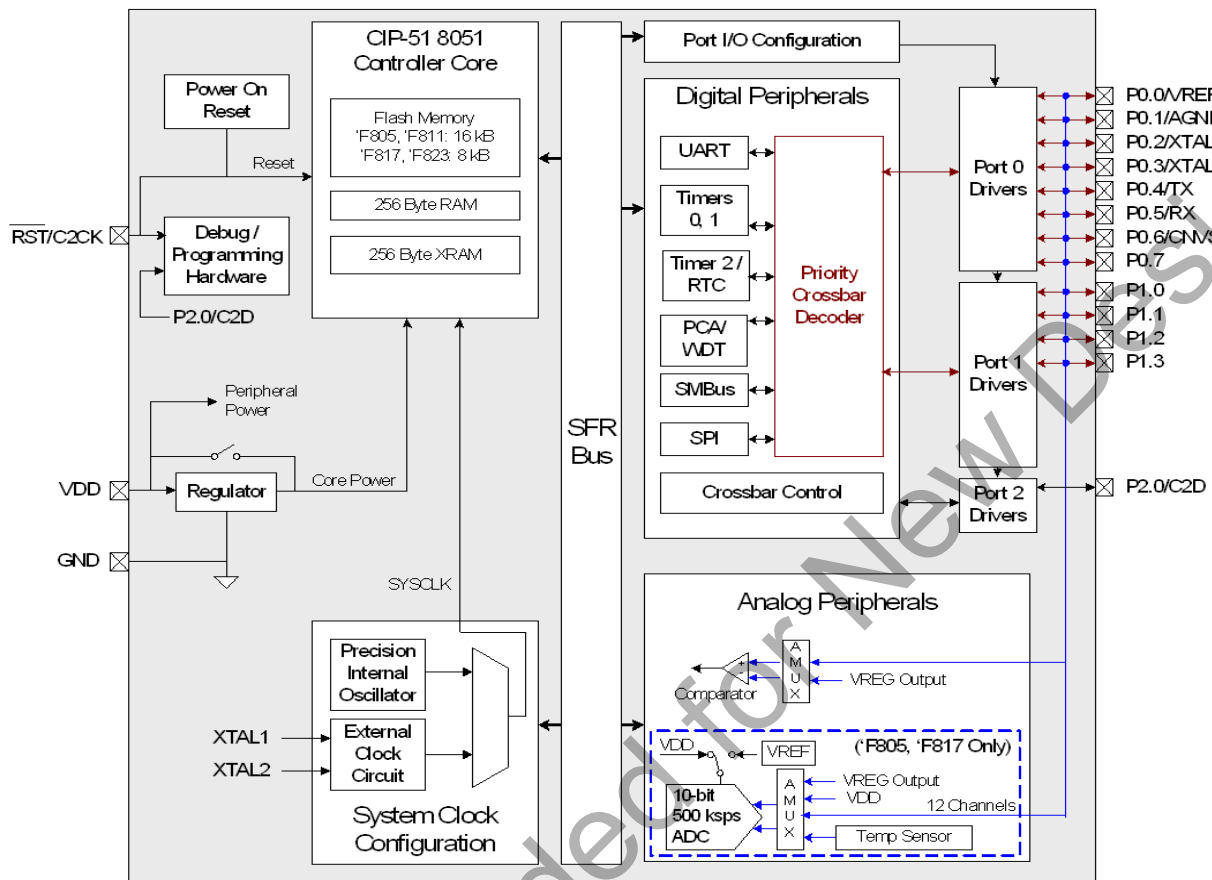 CIP-51 8051
Controller Core
Flash Memory
'F805, 'F811: 16 kB
'F817, 'F823: 8 kB
256 Byte RAM
256 Byte XRAM
Power On
Reset
Reset
RST/C2CK
Debug /
Programming
Hardware
P2.0/C2D
Peripheral
Power
VDD
Regulator
Core Power
GND
SYSCLK
Precision
Internal
Oscillator
XTAL1
XTAL2
External
Clock
Circuit
System Clock
Configuration
SFR
Bus
Port I/O Configuration
Digital Peripherals
UART
Timers
0, 1
Timer 2 /
RTC
PCA/
WDT
SMBus
SPI
Priority
Crossbar
Decoder
Crossbar Control
Port 0
Drivers
Port 1
Drivers
Port 2
Drivers
P0.0/VREF
P0.1/AGND
P0.2/XTAL
P0.3/XTAL
P0.4/TX
P0.5/RX
P0.6/CNVS
P0.7
P1.0
P1.1
P1.2
P1.3
P2.0/C2D
Analog Peripherals
+
-
Comparator
AMUX
VREG Output
('F805, 'F817 Only)
VDD
VREF
10-bit
500 ksps
ADC
AMUX
VREG Output
VDD
12 Channels
Temp Sensor
ded for New Desi